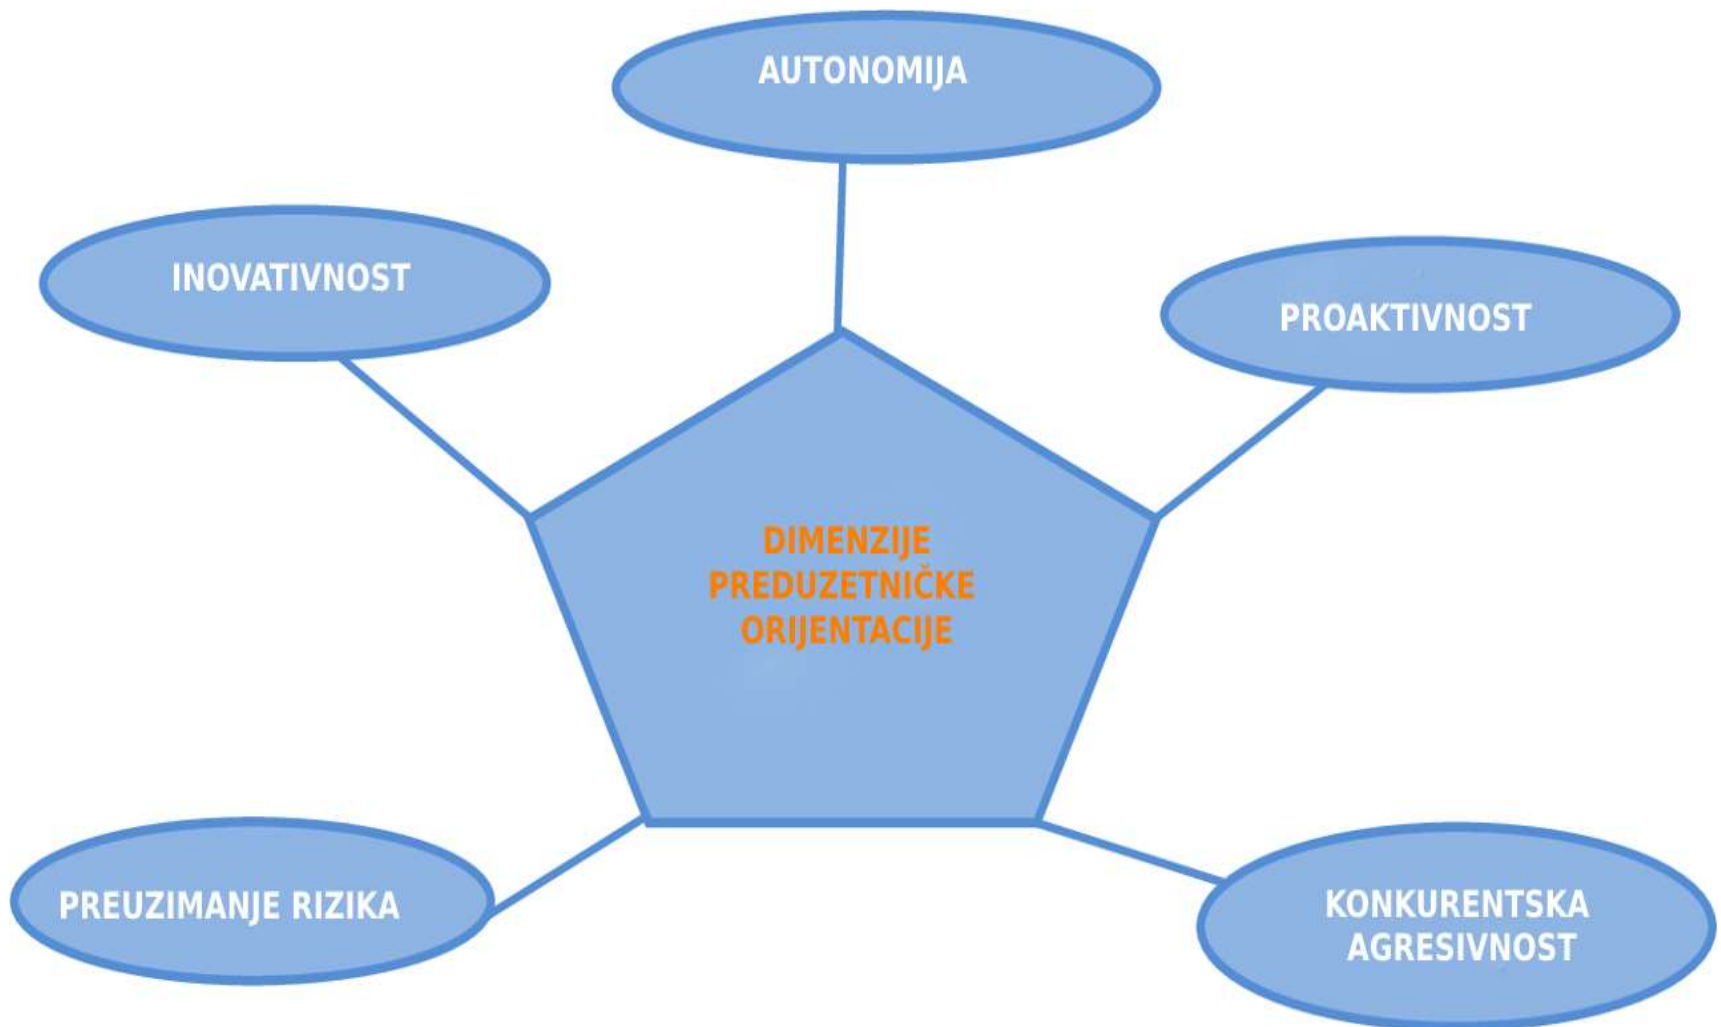 AUTONOMIJA
INOVATIVNOST
PROAKTIVNOST
DIMENZIJE
PREDUZETNIČKE
ORIJENTACIJE
PREUZIMANJE RIZIKA
KONKURENTSKA
AGRESIVNOST